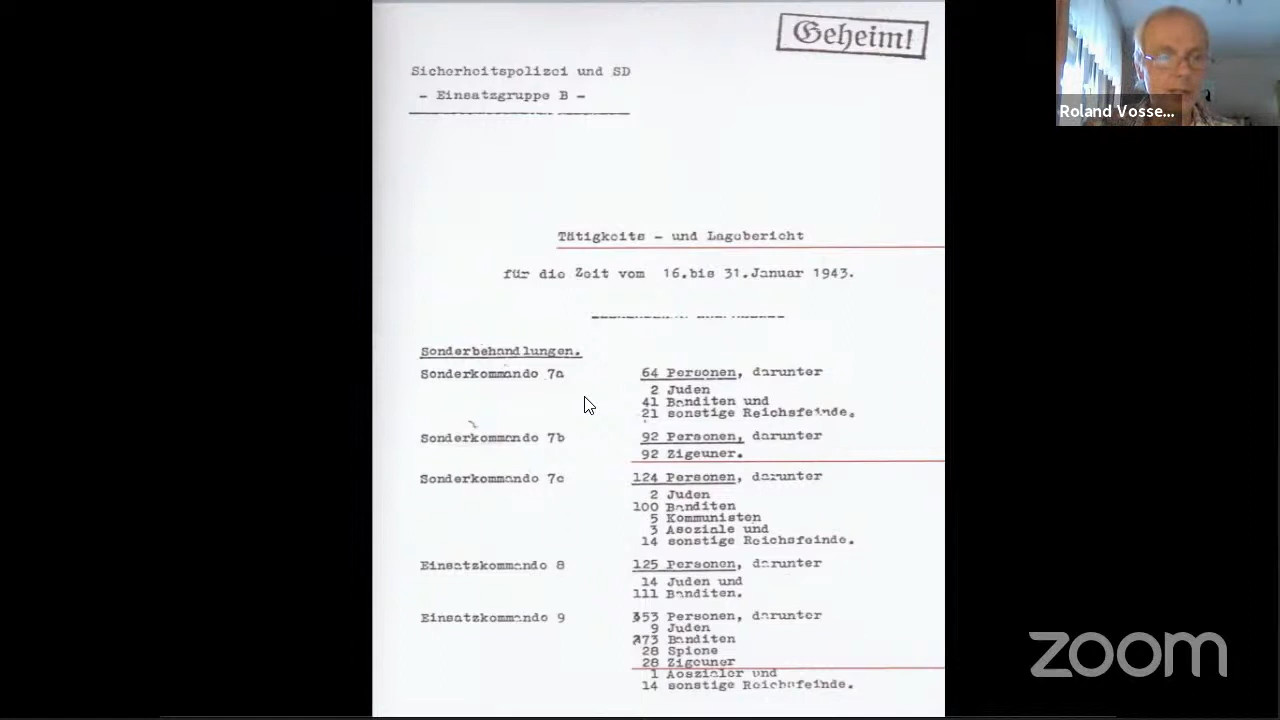 Geheim!
Sicherheitspolizei und SD
- Einsatzgruppe B -
Tätigkeits - und Lagebericht
für die Zeit vom 16.bis 31.Januar 1943.
Sonderbehandlungen.
Sonderkommando 7a 64 Personen, darunter
2 Juden
41 Banditen und
21 sonstige Reichsfeinde.
Sonderkommando 7b 92 Personen, darunter
92 Zigeuner.
Sonderkommando 7c 124 Personen, darunter
2 Juden
100 Banditen
5 Kommunisten
3 Asoziale und
14 sonstige Reichsfeinde.
Einsatzkommando 8 125 Personen, darunter
14 Juden und
111 Banditen.
Einsatzkommando 9 353 Personen, darunter
9 Juden
273 Banditen
28 Spione
28 Zigeuner
1 Asozialer und
14 sonstige Reichsfeinde.
Roland Vosse...
zoom